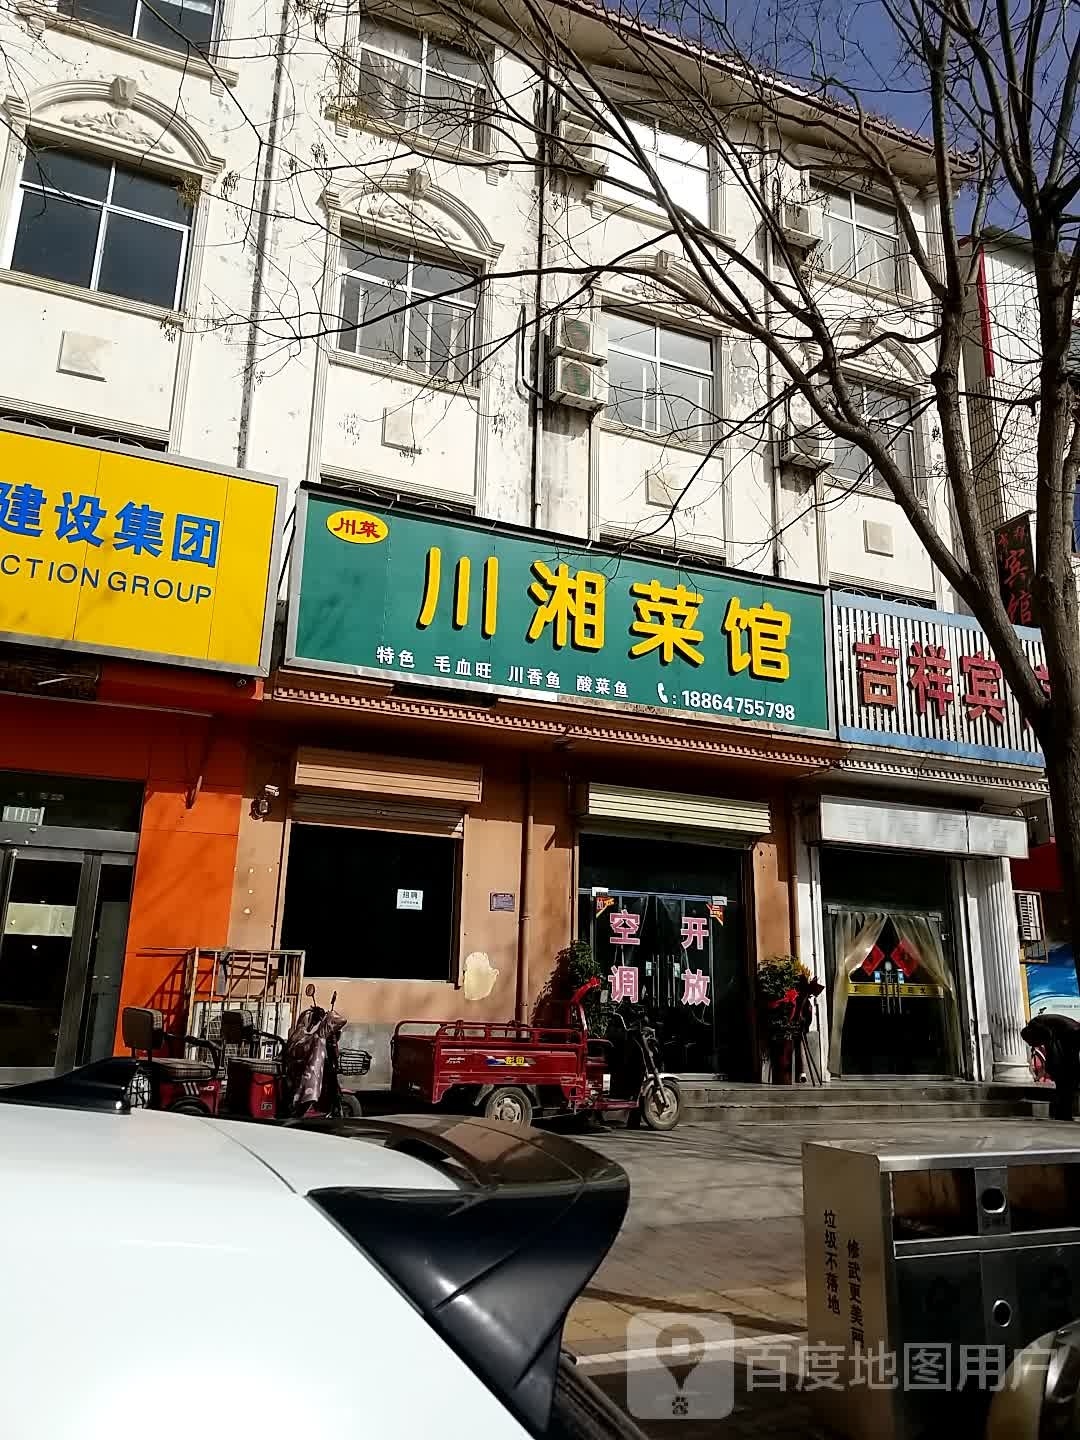 建设集团
CTION GROUP
川菜
川湘菜馆
特色 毛血旺 川香鱼 酸菜鱼 :18864755798
吉祥宾
宾馆
招聘
空调
开放
垃圾不落地
修武更美丽
百度地图用户